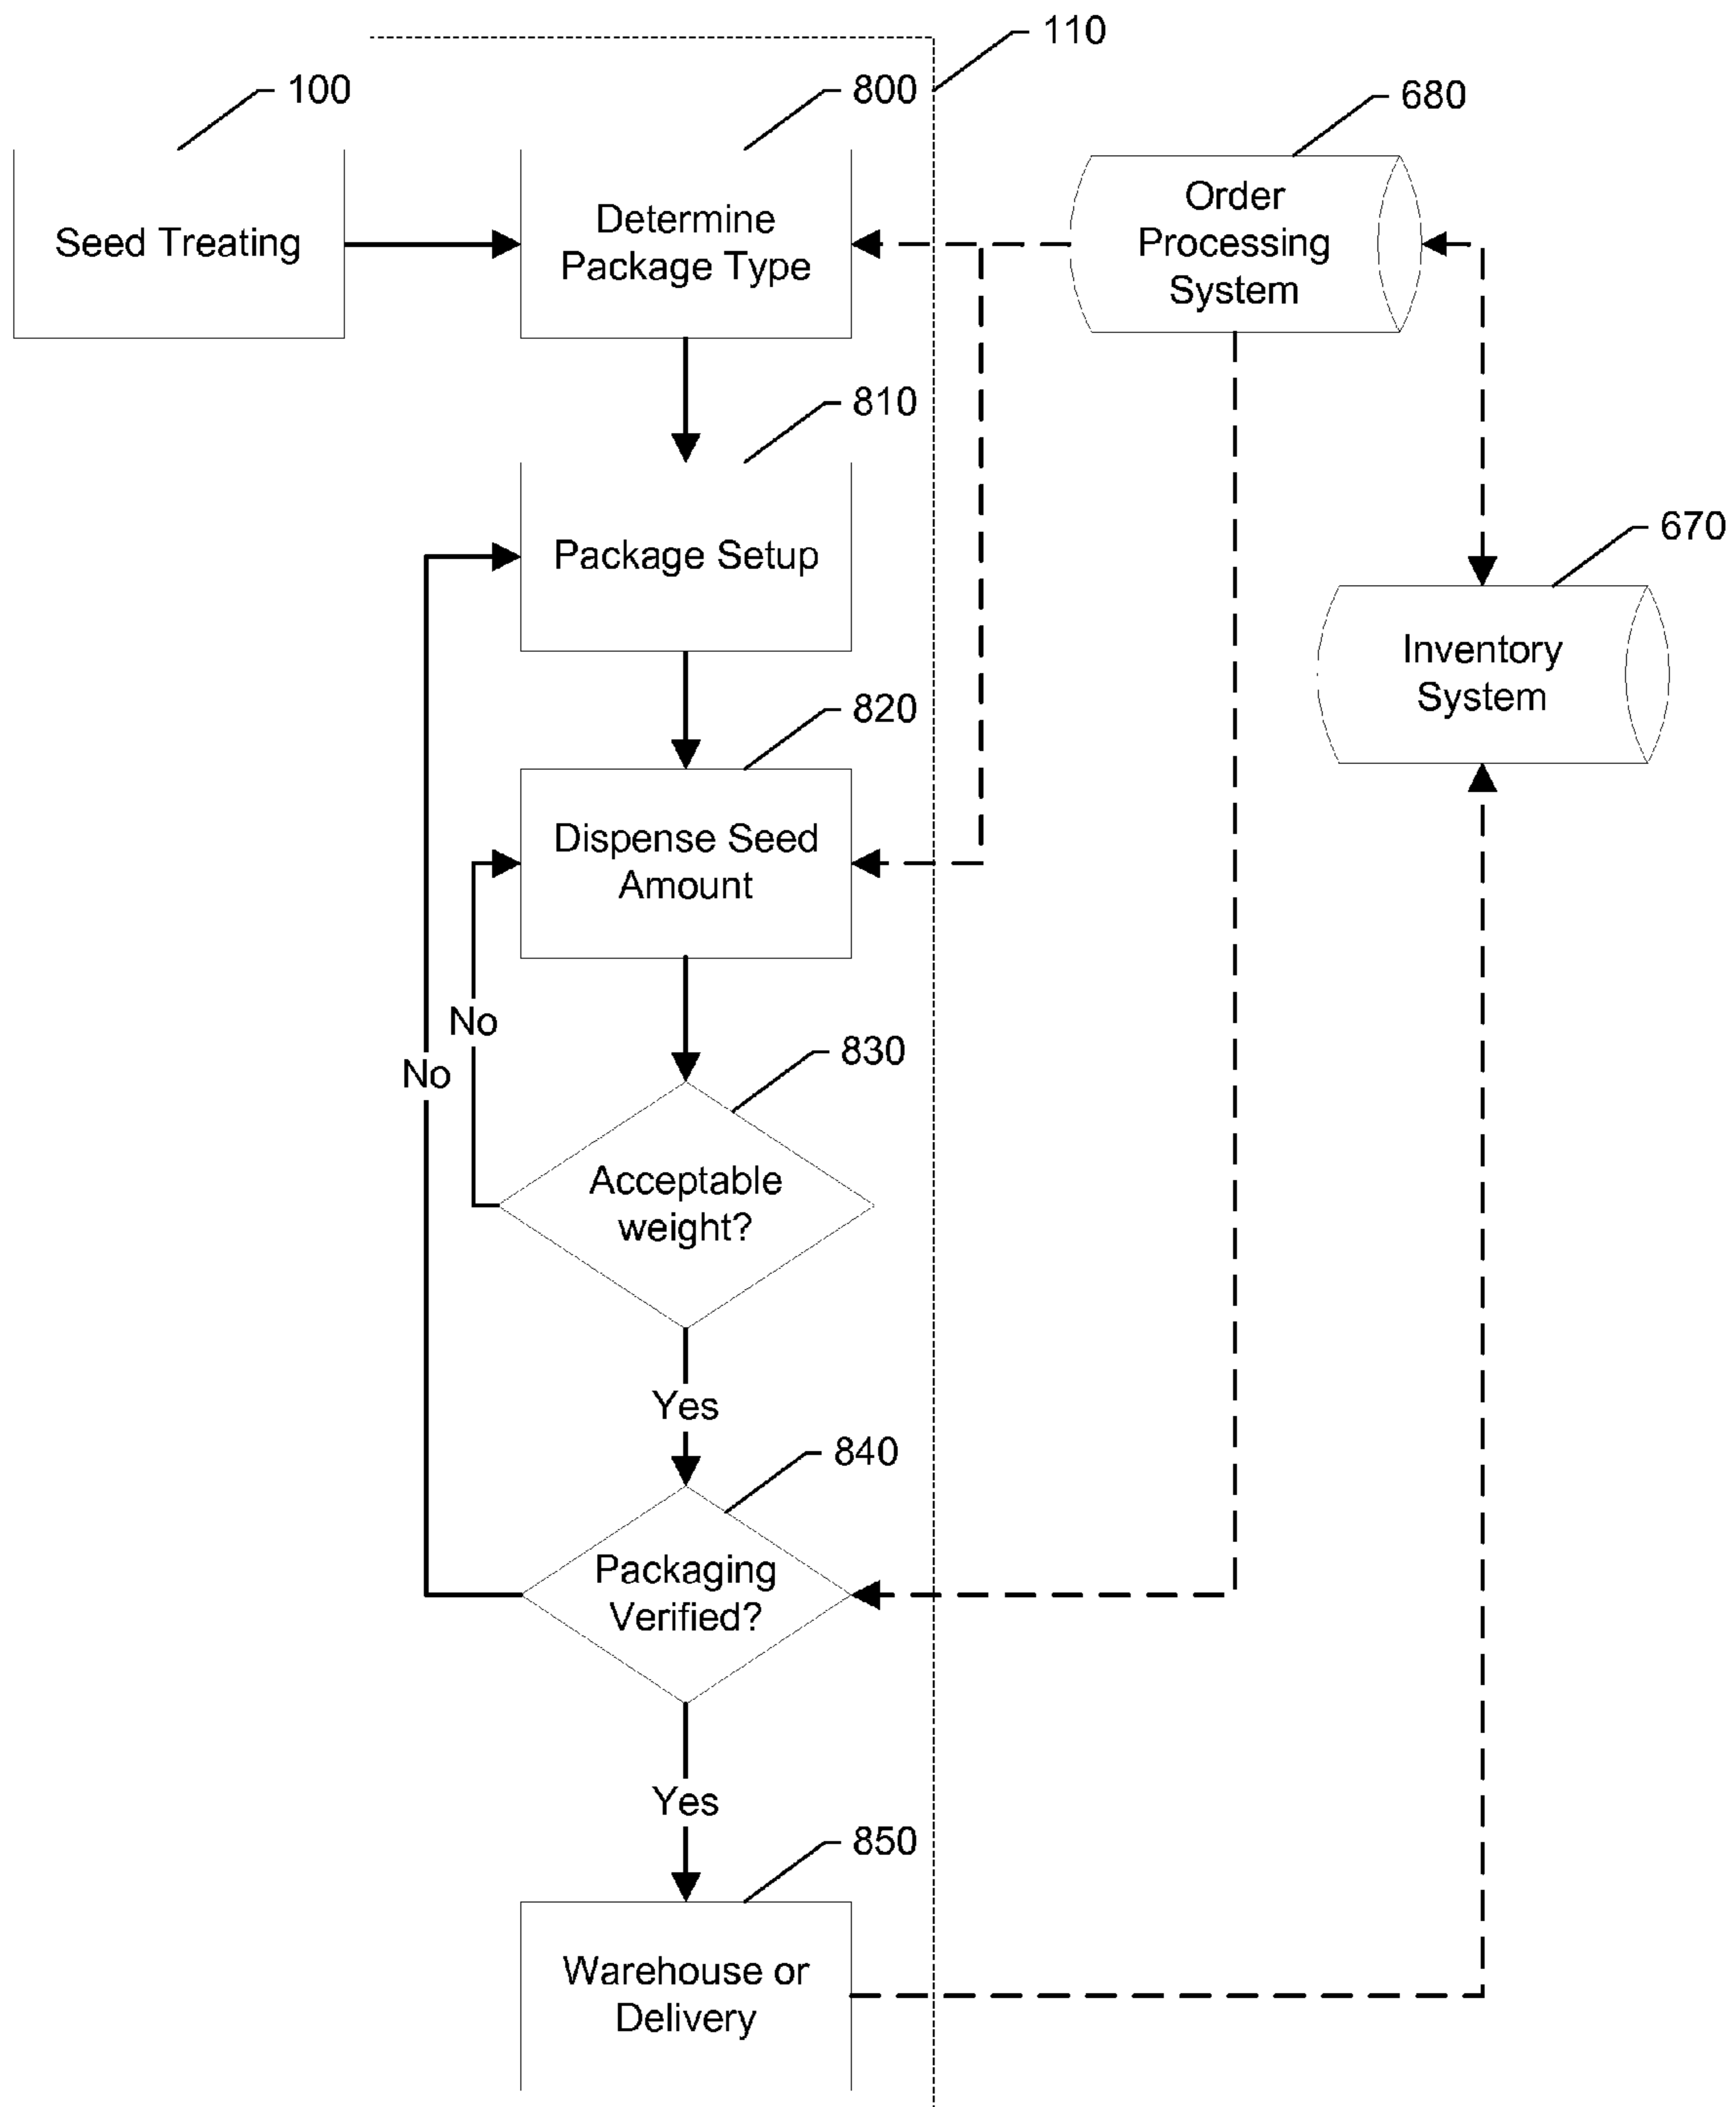 110
100
800
680
Seed Treating
Determine
Package Type
Order
Processing
System
810
Package Setup
670
Inventory
System
820
Dispense Seed
Amount
No
No
830
Acceptable
weight?
Yes
840
Packaging
Verified?
Yes
850
Warehouse or
Delivery